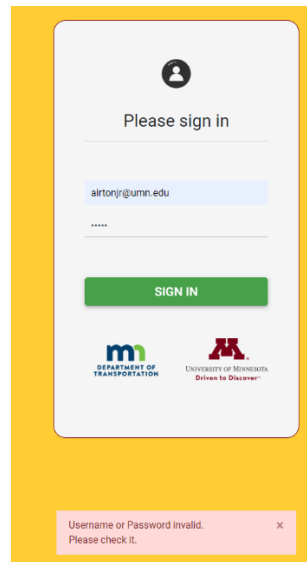 Please sign in
airtonjr@umn.edu
.....
SIGN IN
DEPARTMENT OF
TRANSPORTATION
UNIVERSITY OF MINNESOTA
Driven to Discover℠
Username or Password invalid.
Please check it.
×